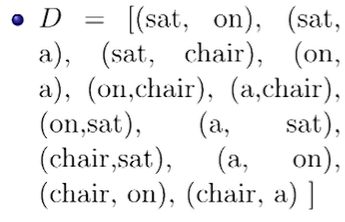 • D = [(sat, on), (sat,
a), (sat, chair), (on,
a), (on,chair), (a,chair),
(on,sat), (a, sat),
(chair,sat), (a, on),
(chair, on), (chair, a) ]